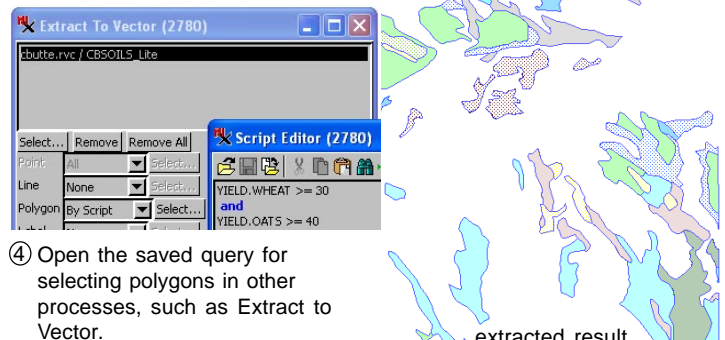 Extract To Vector (2780)
cbutte.rvc / CBSOILS_Lite
Select... Remove Remove All
Point All Select...
Line None Select...
Polygon By Script Select...
Script Editor (2780)
YIELD.WHEAT >= 30
and
YIELD.OATS >= 40
④ Open the saved query for
selecting polygons in other
processes, such as Extract to
Vector.
extracted result